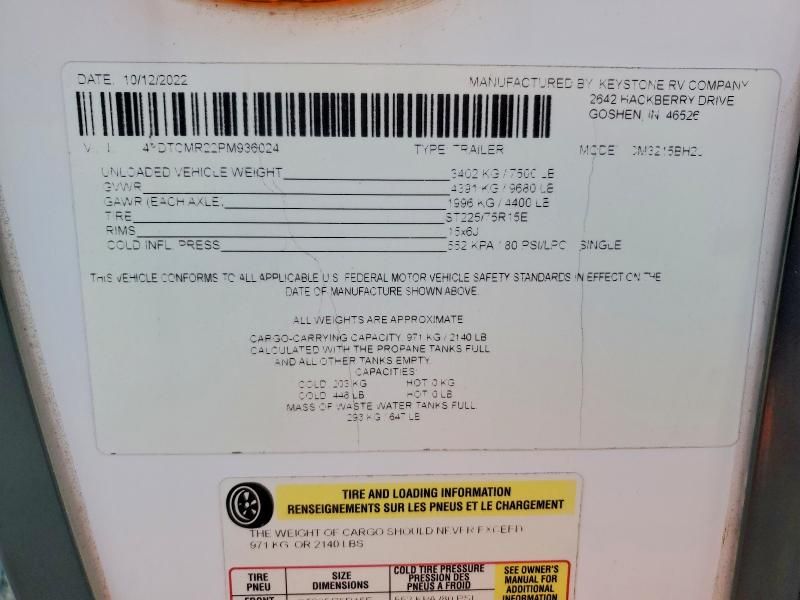 DATE: 10/12/2022
MANUFACTURED BY: KEYSTONE RV COMPANY
2642 HACKBERRY DRIVE
GOSHEN, IN 46526
TYPE: TRAILER
UNLOADED VEHICLE WEIGHT 3402 KG / 7500 LB
GVWR 4391 KG / 9680 LB
GAWR (EACH AXLE) 1996 KG / 4400 LB
TIRE ST225/75R15E
RIMS 15x6J
COLD INFL. PRESS 552 KPA / 80 PSI/LPC SINGLE
THIS VEHICLE CONFORMS TO ALL APPLICABLE U.S. FEDERAL MOTOR VEHICLE SAFETY STANDARDS IN EFFECT ON THE
DATE OF MANUFACTURE SHOWN ABOVE.
ALL WEIGHTS ARE APPROXIMATE
CARGO-CARRYING CAPACITY: 971 KG / 2140 LB
CALCULATED WITH THE PROPANE TANKS FULL
AND ALL OTHER TANKS EMPTY.
CAPACITIES:
COLD: 203 KG HOT: 0 KG
COLD: 448 LB HOT: 0 LB
MASS OF WASTE WATER TANKS FULL:
293 KG / 647 LB
TIRE AND LOADING INFORMATION
RENSEIGNEMENTS SUR LES PNEUS ET LE CHARGEMENT
THE WEIGHT OF CARGO SHOULD NEVER EXCEED
971 KG OR 2140 LBS
TIRE
PNEU
SIZE
DIMENSIONS
COLD TIRE PRESSURE
PRESSION DES
PNEUS A FROID
SEE OWNER'S
MANUAL FOR
ADDITIONAL
INFORMATION
FRONT
552 KPA /80 PSI